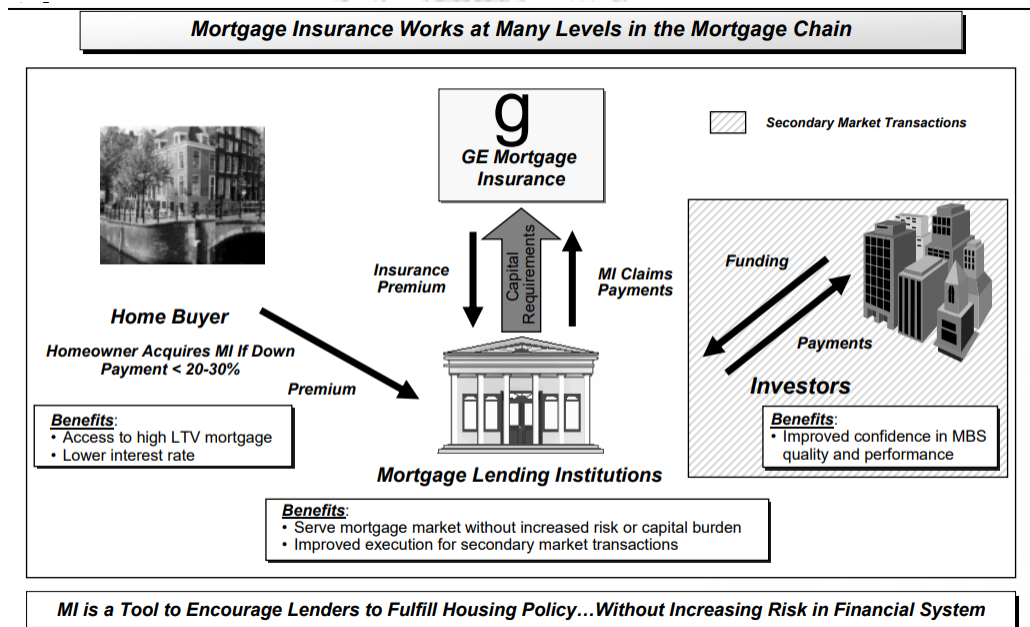 Mortgage Insurance Works at Many Levels in the Mortgage Chain
g
GE Mortgage
Insurance
Secondary Market Transactions
Insurance
Premium
Capital
Requirements
MI Claims
Payments
Funding
Payments
Investors
Benefits:
• Improved confidence in MBS
quality and performance
Home Buyer
Homeowner Acquires MI If Down
Payment < 20-30%
Premium
Benefits:
• Access to high LTV mortgage
• Lower interest rate
Mortgage Lending Institutions
Benefits:
• Serve mortgage market without increased risk or capital burden
• Improved execution for secondary market transactions
MI is a Tool to Encourage Lenders to Fulfill Housing Policy…Without Increasing Risk in Financial System